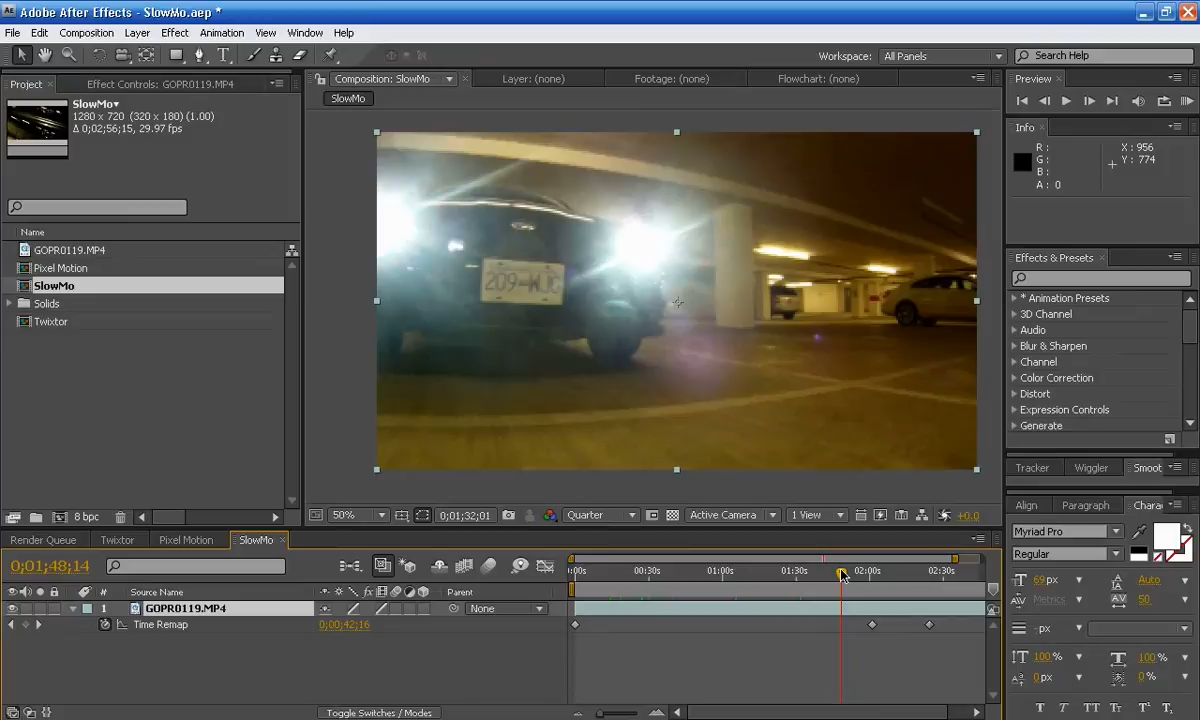 Adobe After Effects - SlowMo.aep *
File Edit Composition Layer Effect Animation View Window Help
Workspace: All Panels Search Help
Project Effect Controls: GOPR0119.MP4
SlowMo
1280 x 720 (320 x 180) (1.00)
Δ 0;02;56;15, 29.97 fps
Name
GOPR0119.MP4
Pixel Motion
SlowMo
Solids
Twixtor
8 bpc
Composition: SlowMo Layer: (none) Footage: (none) Flowchart: (none)
SlowMo
209-WJG
50% 0;01;32;01 Quarter Active Camera 1 View +0.0
Preview
Info
R: X: 956
G: Y: 774
B:
A: 0
Effects & Presets
* Animation Presets
3D Channel
Audio
Blur & Sharpen
Channel
Color Correction
Distort
Expression Controls
Generate
Tracker Wiggler Smoot
Align Paragraph Charac
Myriad Pro
Regular
69 px Auto
Metrics 50
- px
100 % 100 %
0 px 0 %
T T TT Tt T T
Render Queue Twixtor Pixel Motion SlowMo
0;01;48;14
:00s 00:30s 01:00s 01:30s 02:00s 02:30s
# Source Name Parent
1 GOPR0119.MP4 None
Time Remap 0;00;42;16
Toggle Switches / Modes